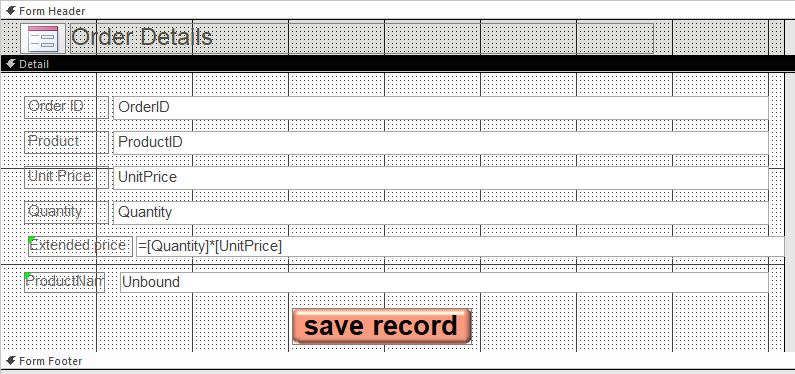 Form Header
Order Details
Detail
Order ID OrderID
Product ProductID
Unit Price UnitPrice
Quantity Quantity
Extended price =[Quantity]*[UnitPrice]
ProductNam Unbound
save record
Form Footer